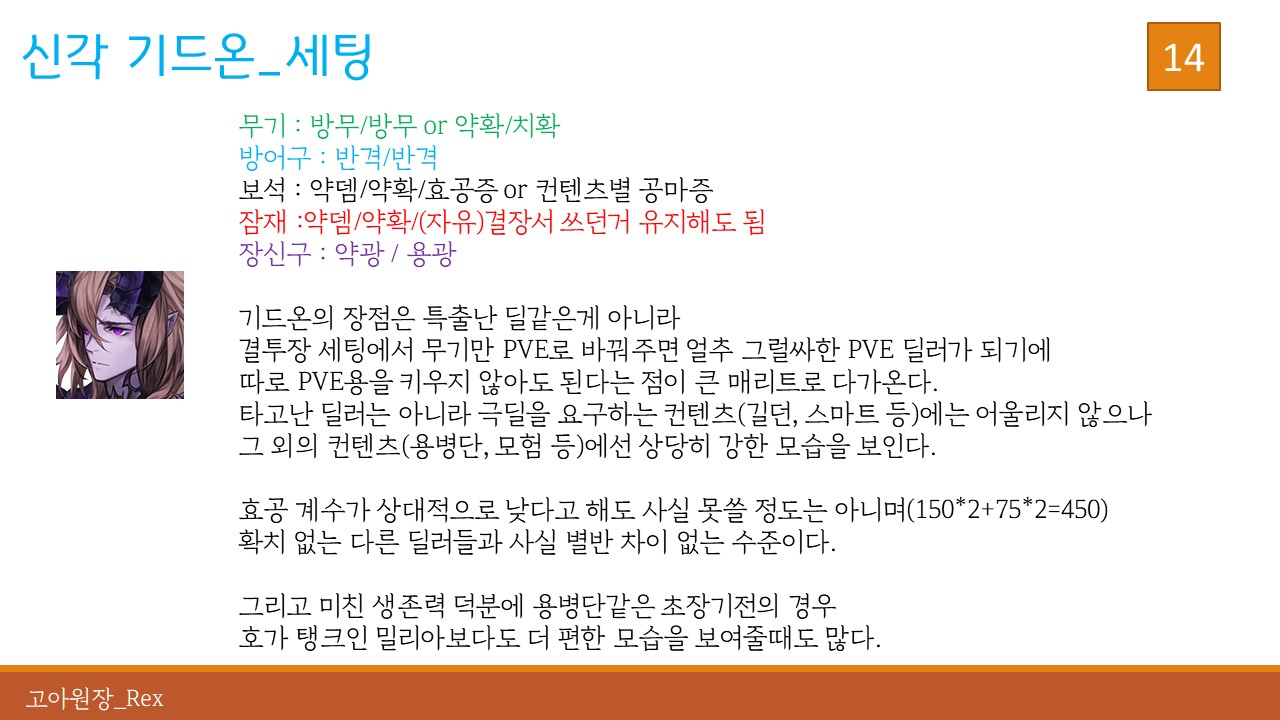 신각 기드온_세팅
14
무기 : 방무/방무 or 약확/치확
방어구 : 반격/반격
보석 : 약뎀/약확/효공증 or 컨텐츠별 공마증
잠재 :약뎀/약확/(자유)결장서 쓰던거 유지해도 됨
장신구 : 약광 / 용광
기드온의 장점은 특출난 딜같은게 아니라
결투장 세팅에서 무기만 PVE로 바꿔주면 얼추 그럴싸한 PVE 딜러가 되기에
따로 PVE용을 키우지 않아도 된다는 점이 큰 매리트로 다가온다.
타고난 딜러는 아니라 극딜을 요구하는 컨텐츠(길던, 스마트 등)에는 어울리지 않으나
그 외의 컨텐츠(용병단, 모험 등)에선 상당히 강한 모습을 보인다.
효공 계수가 상대적으로 낮다고 해도 사실 못쓸 정도는 아니며(150*2+75*2=450)
확치 없는 다른 딜러들과 사실 별반 차이 없는 수준이다.
그리고 미친 생존력 덕분에 용병단같은 초장기전의 경우
호가 탱크인 밀리아보다도 더 편한 모습을 보여줄때도 많다.
고아원장_Rex